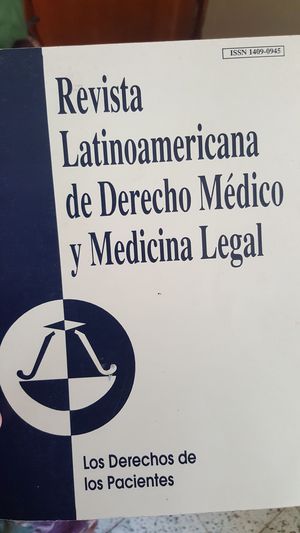 ISSN 1409-0945
Revista
Latinoamericana
de Derecho Médico
y Medicina Legal
Los Derechos de
los Pacientes